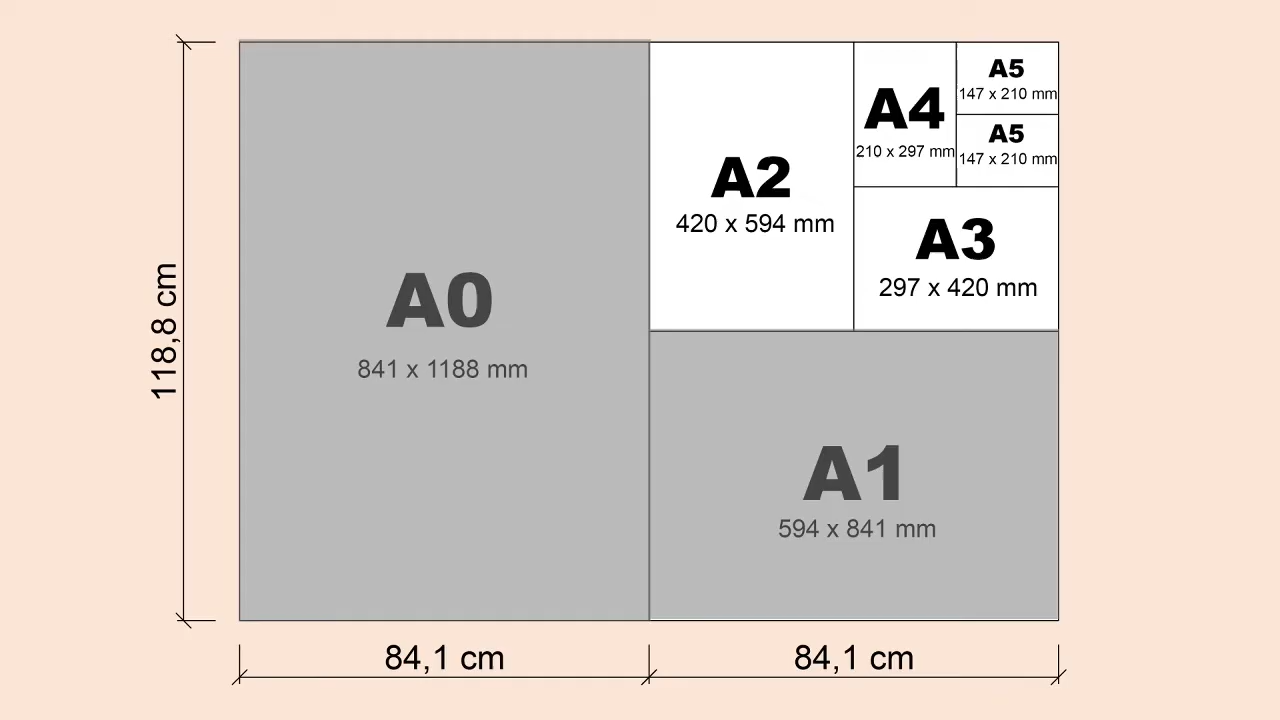 A0
841 x 1188 mm
A2
420 x 594 mm
A4
210 x 297 mm
A5
147 x 210 mm
A5
147 x 210 mm
A3
297 x 420 mm
A1
594 x 841 mm
118,8 cm
84,1 cm
84,1 cm